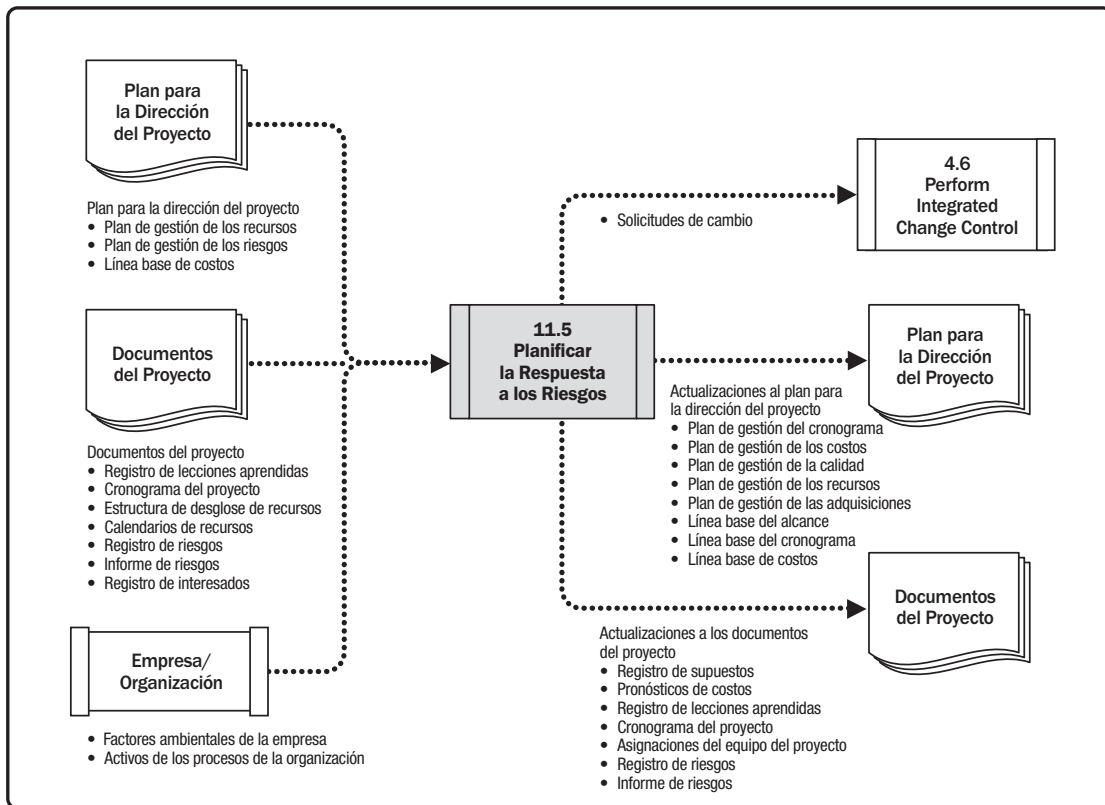 Plan para
la Dirección
del Proyecto
Plan para la dirección del proyecto
• Plan de gestión de los recursos
• Plan de gestión de los riesgos
• Línea base de costos
Documentos
del Proyecto
Documentos del proyecto
• Registro de lecciones aprendidas
• Cronograma del proyecto
• Estructura de desglose de recursos
• Calendarios de recursos
• Registro de riesgos
• Informe de riesgos
• Registro de interesados
Empresa/
Organización
• Factores ambientales de la empresa
• Activos de los procesos de la organización
11.5
Planificar
la Respuesta
a los Riesgos
• Solicitudes de cambio
4.6
Perform
Integrated
Change Control
Plan para
la Dirección
del Proyecto
Actualizaciones al plan para
la dirección del proyecto
• Plan de gestión del cronograma
• Plan de gestión de los costos
• Plan de gestión de la calidad
• Plan de gestión de los recursos
• Plan de gestión de las adquisiciones
• Línea base del alcance
• Línea base del cronograma
• Línea base de costos
Documentos
del Proyecto
Actualizaciones a los documentos
del proyecto
• Registro de supuestos
• Pronósticos de costos
• Registro de lecciones aprendidas
• Cronograma del proyecto
• Asignaciones del equipo del proyecto
• Registro de riesgos
• Informe de riesgos